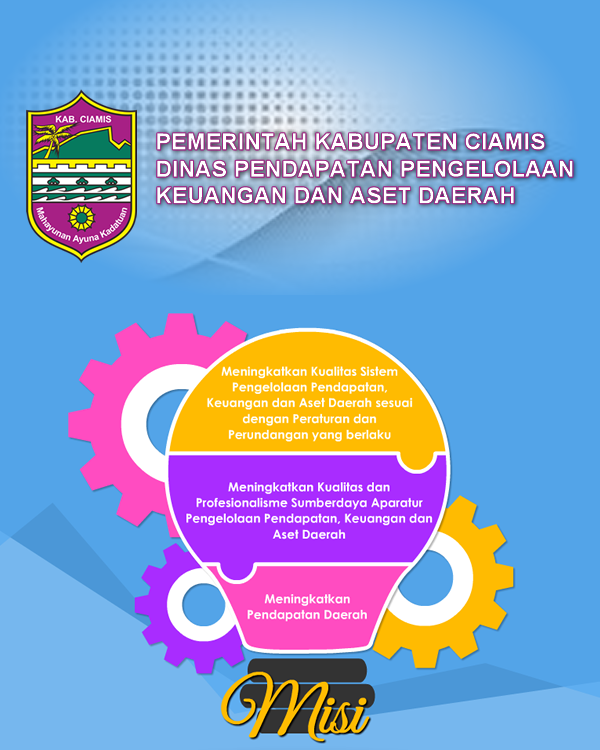 KAB. CIAMIS
Mahayunan Ayuna Kadatuan
PEMERINTAH KABUPATEN CIAMIS
DINAS PENDAPATAN PENGELOLAAN
KEUANGAN DAN ASET DAERAH
Meningkatkan Kualitas Sistem
Pengelolaan Pendapatan,
Keuangan dan Aset Daerah sesuai
dengan Peraturan dan
Perundangan yang berlaku
Meningkatkan Kualitas dan
Profesionalisme Sumberdaya Aparatur
Pengelolaan Pendapatan, Keuangan dan
Aset Daerah
Meningkatkan
Pendapatan Daerah
Misi